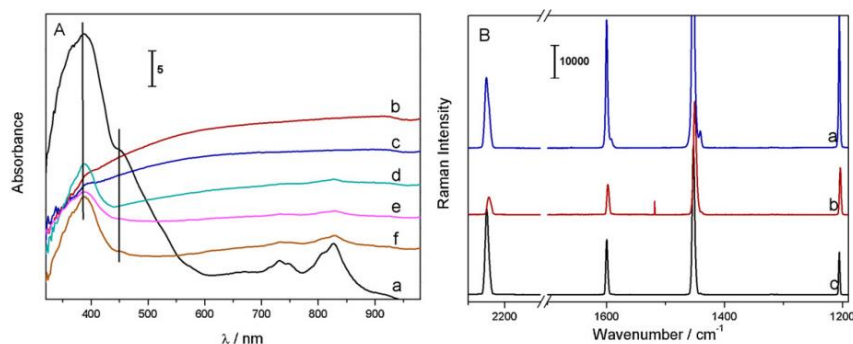 A
5
b
c
d
e
f
a
Absorbance
400 500 600 700 800 900
λ / nm
B
10000
a
b
c
Raman Intensity
2200 1600 1400 1200
Wavenumber / cm⁻¹